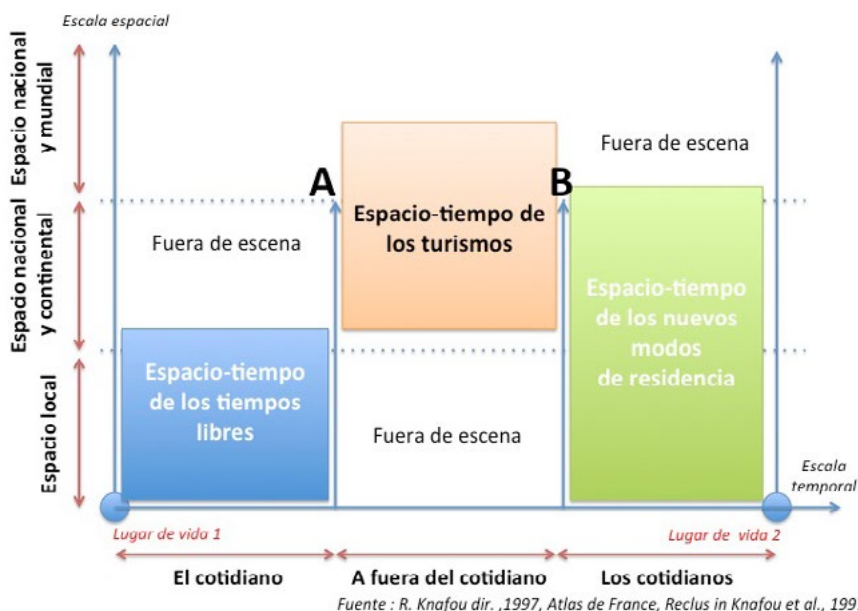 Escala espacial
Espacio nacional
y mundial
Fuera de escena
A
B
Espacio-tiempo de
los turismos
Espacio nacional
y continental
Fuera de escena
Espacio-tiempo
de los nuevos
modos
de residencia
Espacio-tiempo
de los tiempos
libres
Espacio local
Fuera de escena
Escala
temporal
Lugar de vida 1
Lugar de vida 2
El cotidiano
A fuera del cotidiano
Los cotidianos
Fuente : R. Knafou dir. ,1997, Atlas de France, Reclus in Knafou et al., 199